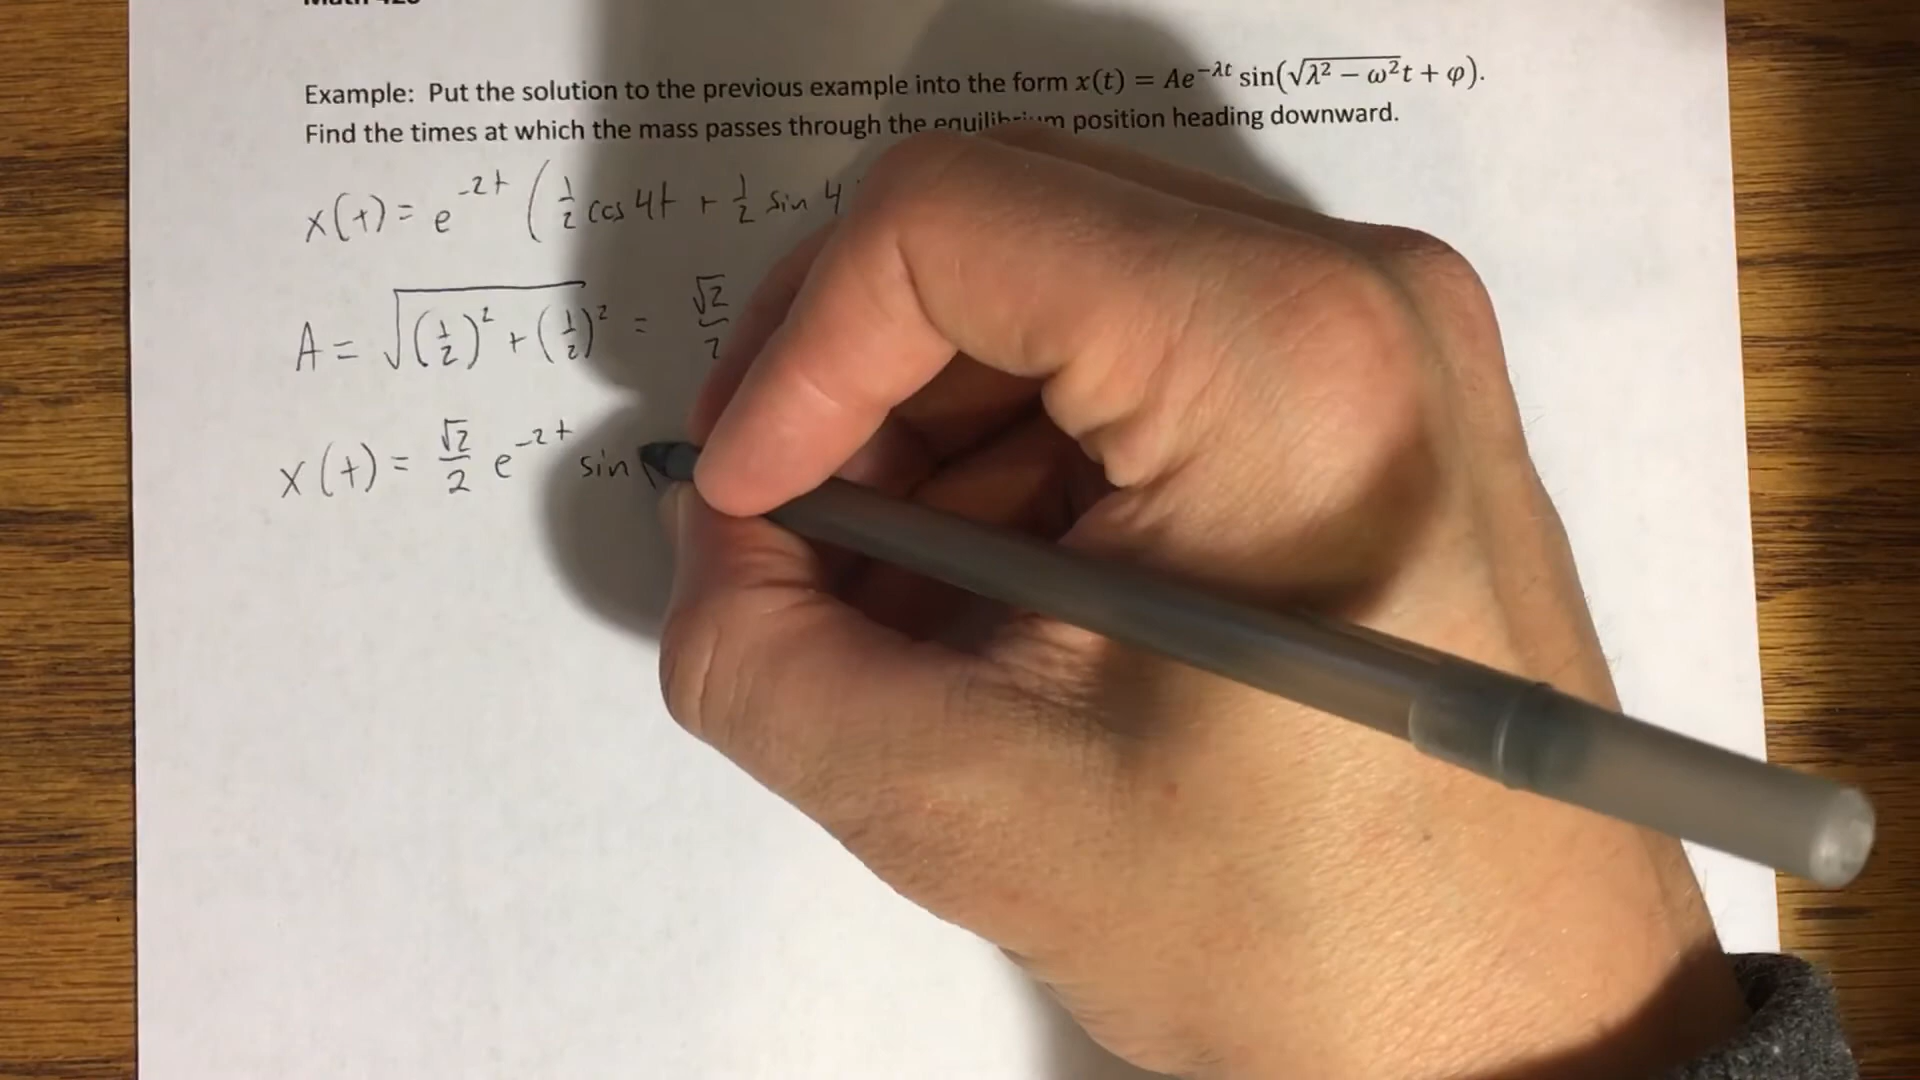 Example: Put the solution to the previous example into the form x(t) = Ae^{-λt} sin(√(λ² − ω²)t + φ).
Find the times at which the mass passes through the equilibrium position heading downward.
x(t) = e^{-2t} (1/2 cos 4t + 1/2 sin 4
A = √((1/2)² + (1/2)²) = √2/2
x(t) = √2/2 e^{-2t} sin(